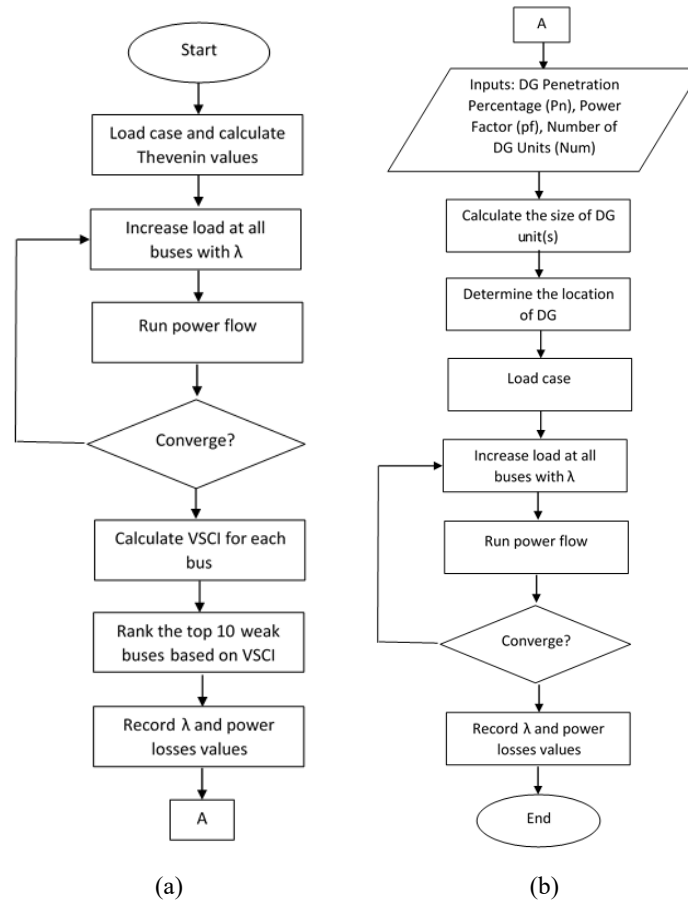 Start
Load case and calculate
Thevenin values
Increase load at all
buses with λ
Run power flow
Converge?
Calculate VSCI for each
bus
Rank the top 10 weak
buses based on VSCI
Record λ and power
losses values
A
(a)
A
Inputs: DG Penetration
Percentage (Pn), Power
Factor (pf), Number of
DG Units (Num)
Calculate the size of DG
unit(s)
Determine the location
of DG
Load case
Increase load at all
buses with λ
Run power flow
Converge?
Record λ and power
losses values
End
(b)